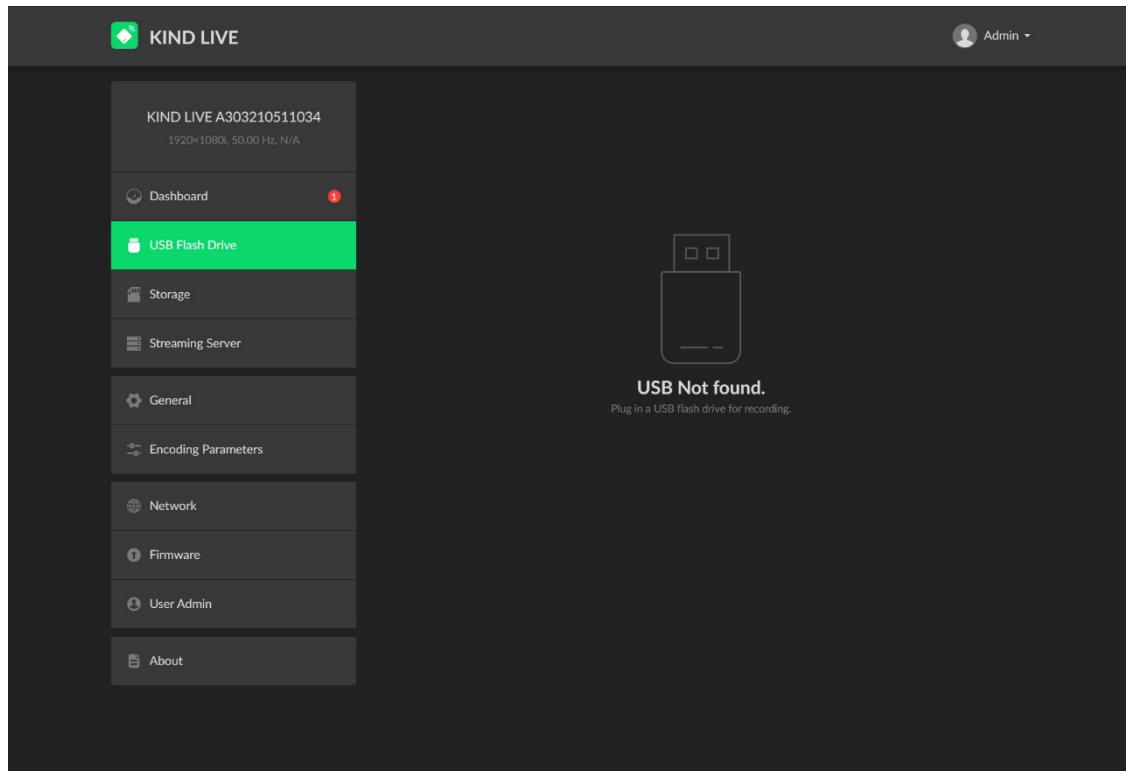 KIND LIVE
Admin
KIND LIVE A303210511034
1920×1080i, 50.00 Hz, N/A
Dashboard 1
USB Flash Drive
Storage
Streaming Server
General
Encoding Parameters
Network
Firmware
User Admin
About
USB Not found.
Plug in a USB flash drive for recording.